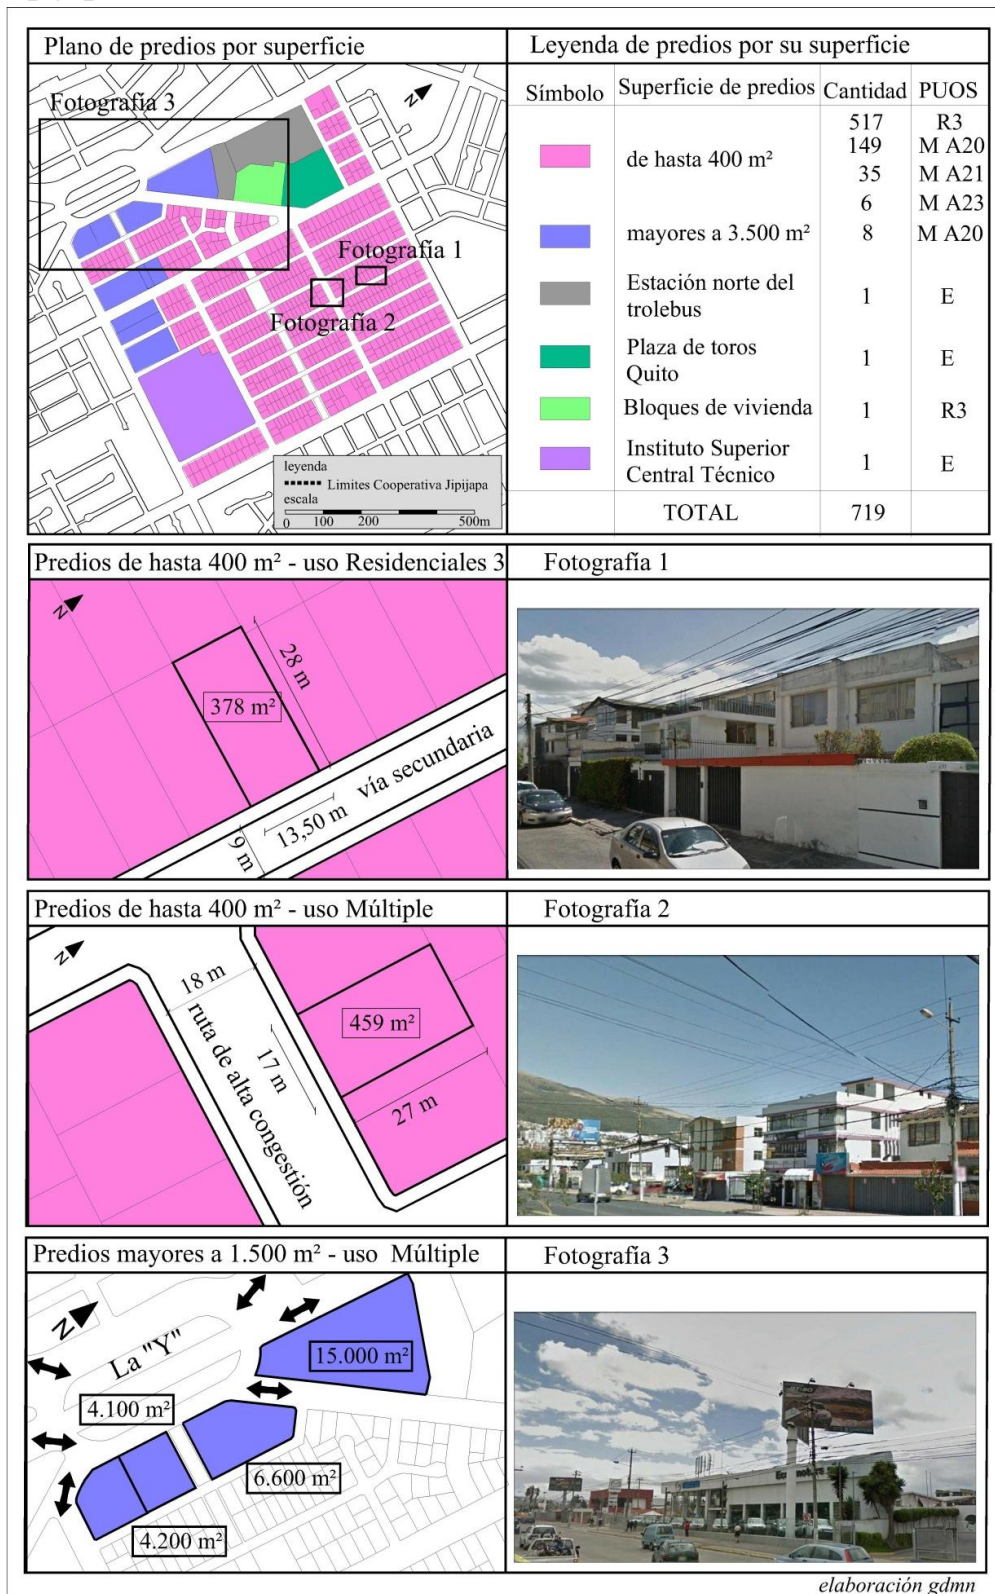 Plano de predios por superficie
Leyenda de predios por su superficie
Fotografía 3
N
Fotografía 1
Fotografía 2
leyenda
Limites Cooperativa Jipijapa
escala
0 100 200 500m
Símbolo Superficie de predios Cantidad PUOS
517 R3
149 M A20
de hasta 400 m²
35 M A21
6 M A23
mayores a 3.500 m² 8 M A20
Estación norte del
trolebus 1 E
Plaza de toros
Quito 1 E
Bloques de vivienda 1 R3
Instituto Superior
Central Técnico 1 E
TOTAL 719
Predios de hasta 400 m² - uso Residenciales 3
Fotografía 1
N
28 m
378 m²
vía secundaria
13,50 m
9 m
Predios de hasta 400 m² - uso Múltiple
Fotografía 2
N
18 m
459 m²
ruta de alta congestión
17 m
27 m
Predios mayores a 1.500 m² - uso Múltiple
Fotografía 3
N
La "Y"
15.000 m²
4.100 m²
6.600 m²
4.200 m²
elaboración gdmn